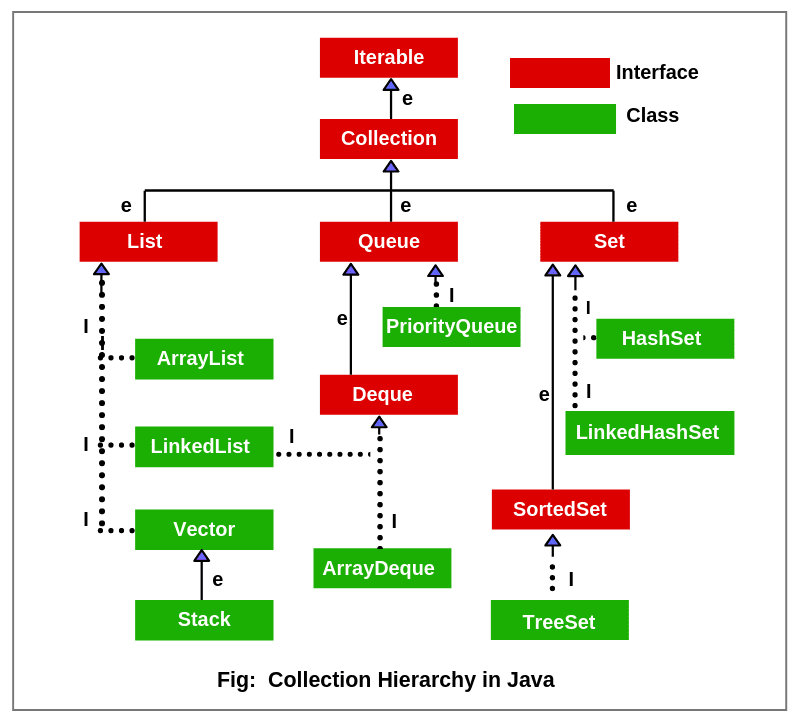 Iterable
Interface
e
Class
Collection
e e e
List Queue Set
I I
e PriorityQueue
I ArrayList HashSet
Deque e I
LinkedList I LinkedHashSet
I
I Vector I SortedSet
e ArrayDeque I
Stack TreeSet
Fig: Collection Hierarchy in Java